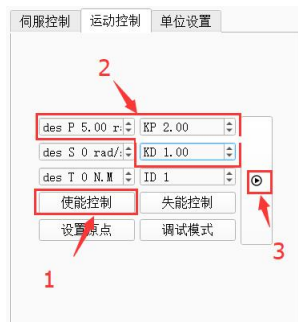 伺服控制 运动控制 单位设置
2
des P 5.00 r: KP 2.00
des S 0 rad/: KD 1.00
des T 0 N.M ID 1
使能控制 失能控制
设置原点 调试模式
3
1